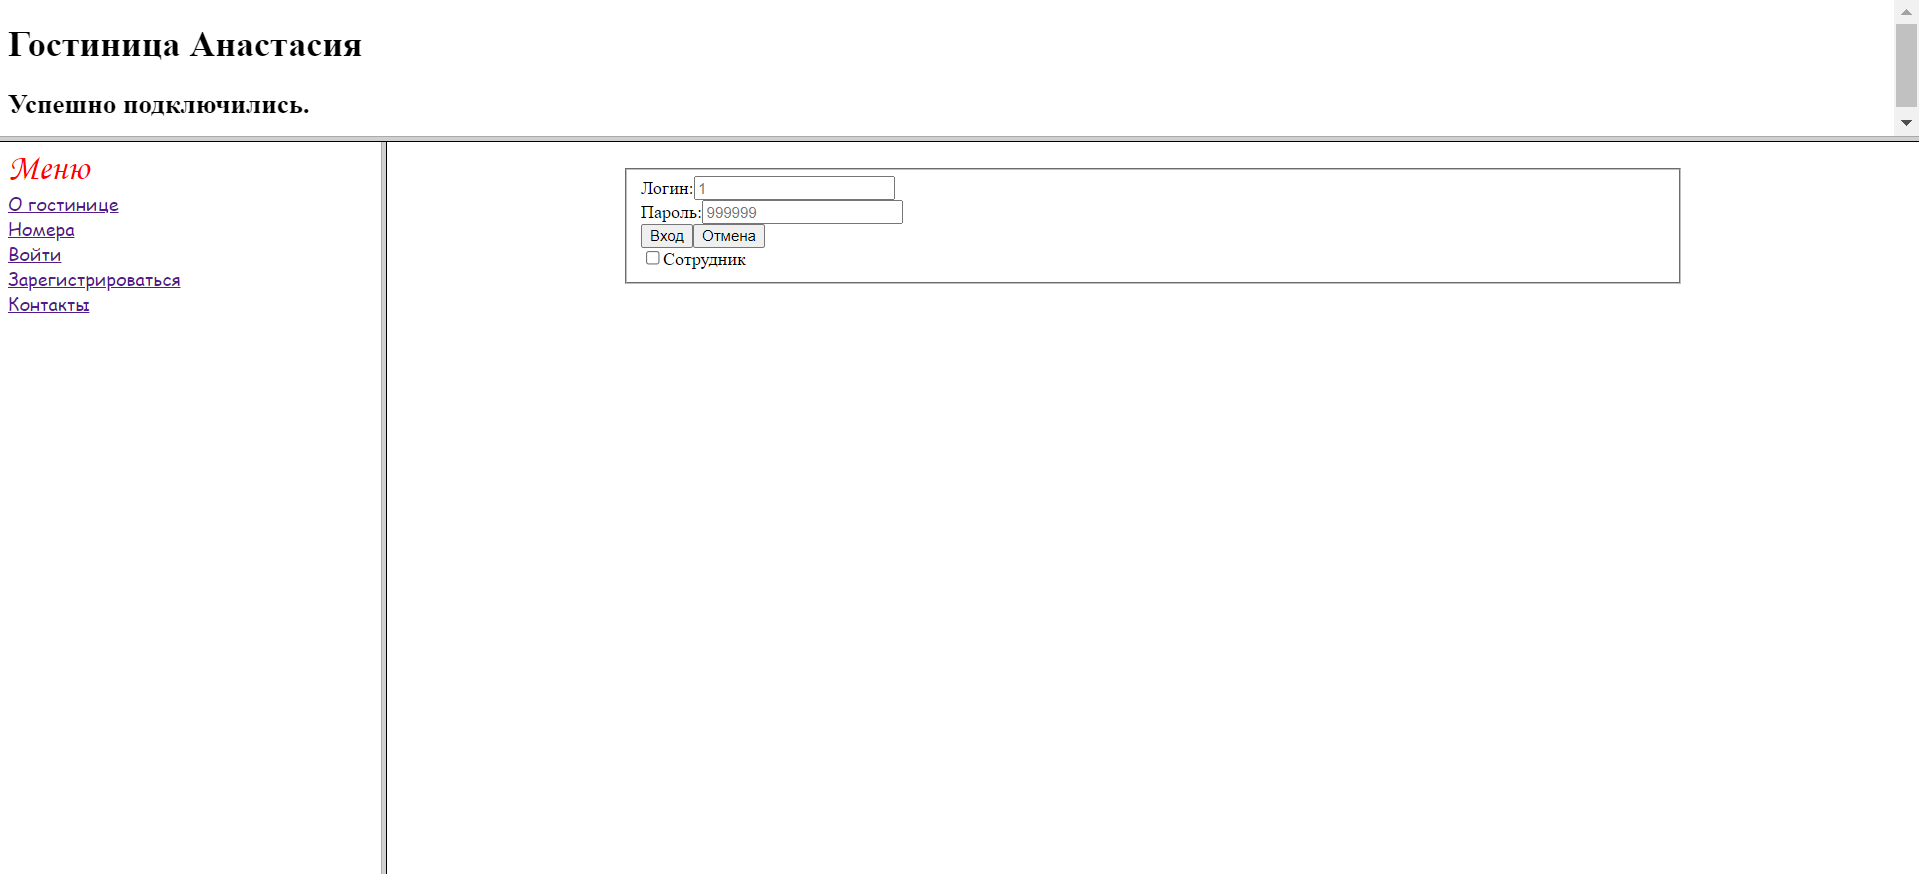 Гостиница Анастасия
Успешно подключились.
Меню
О гостинице
Номера
Войти
Зарегистрироваться
Контакты
Логин: 1
Пароль: 999999
Вход Отмена
Сотрудник